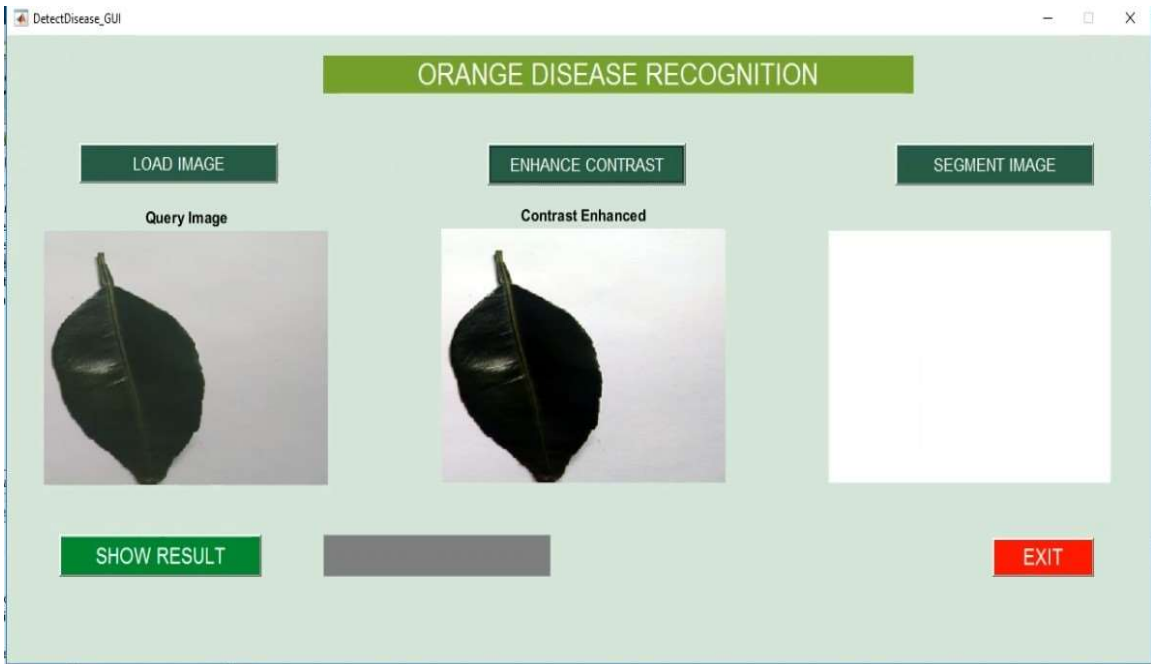 DetectDisease_GUI
ORANGE DISEASE RECOGNITION
LOAD IMAGE
ENHANCE CONTRAST
SEGMENT IMAGE
Query Image
Contrast Enhanced
SHOW RESULT
EXIT